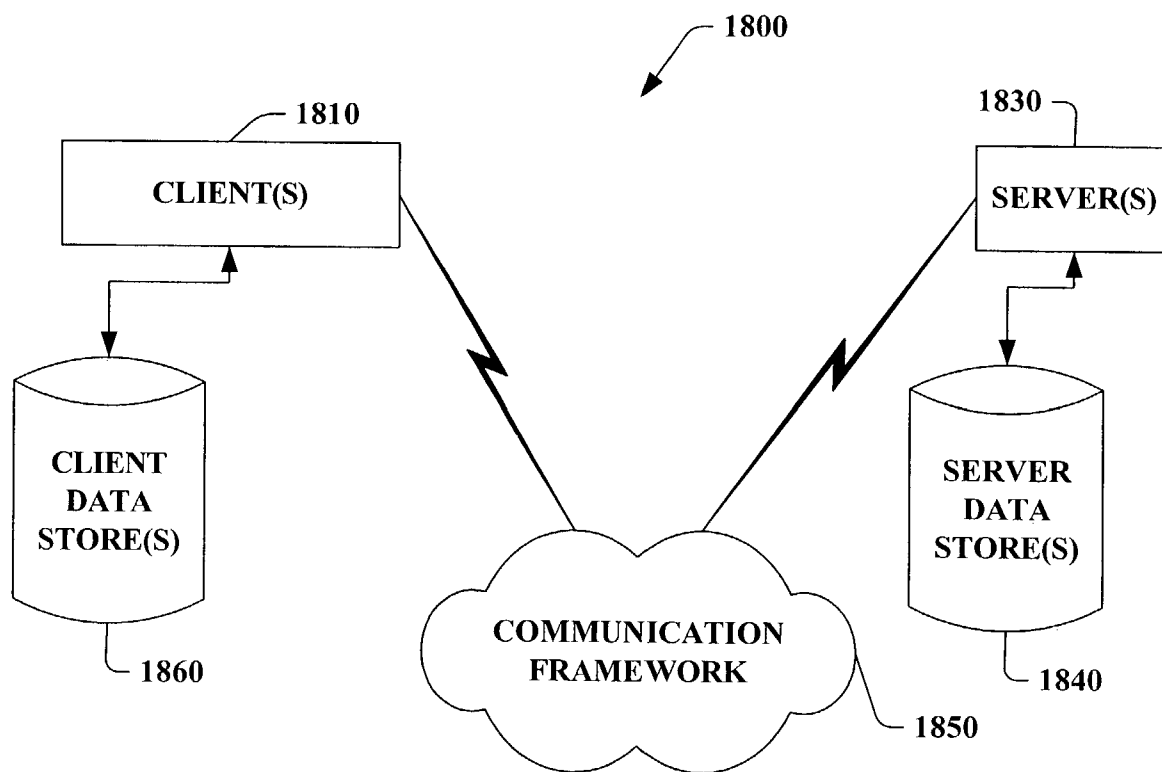 1800
1810
1830
CLIENT(S)
SERVER(S)
CLIENT
DATA
STORE(S)
SERVER
DATA
STORE(S)
COMMUNICATION
FRAMEWORK
1860
1840
1850